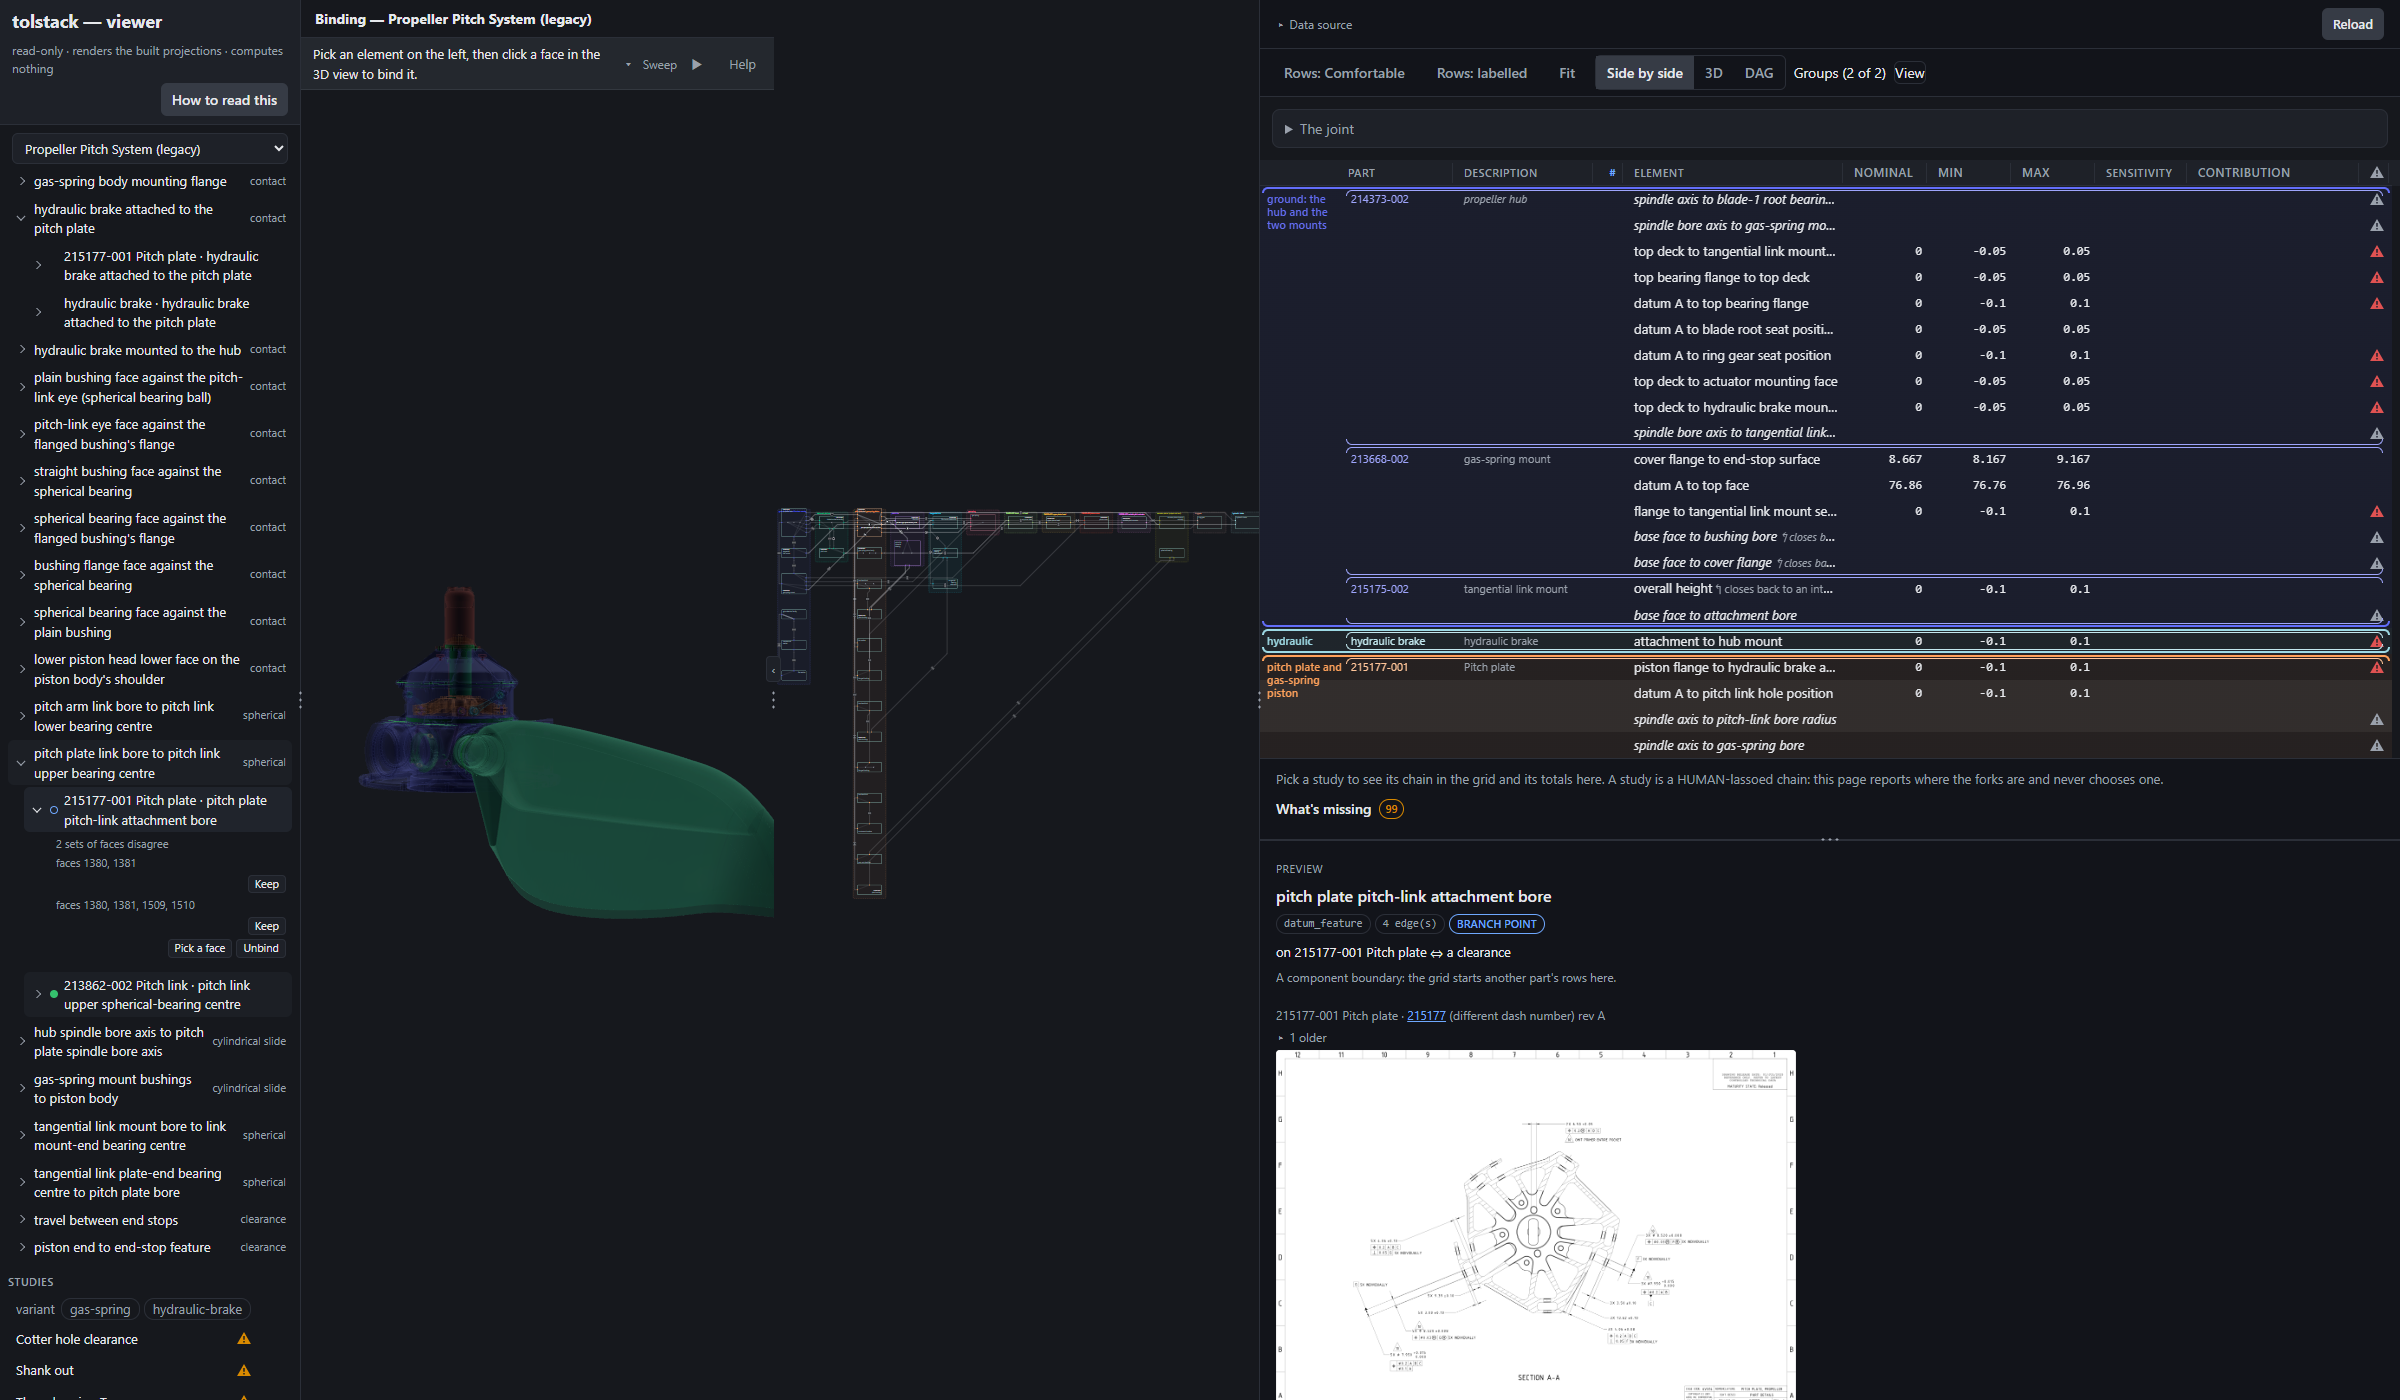 tolstack — viewer
read-only · renders the built projections · computes
nothing
How to read this
Propeller Pitch System (legacy)
gas-spring body mounting flange contact
hydraulic brake attached to the
pitch plate contact
215177-001 Pitch plate · hydraulic
brake attached to the pitch plate
hydraulic brake · hydraulic brake
attached to the pitch plate
hydraulic brake mounted to the hub contact
plain bushing face against the pitch-
link eye (spherical bearing ball) contact
pitch-link eye face against the
flanged bushing's flange contact
straight bushing face against the
spherical bearing contact
spherical bearing face against the
flanged bushing's flange contact
bushing flange face against the
spherical bearing contact
spherical bearing face against the
plain bushing contact
lower piston head lower face on the
piston body's shoulder contact
pitch arm link bore to pitch link
lower bearing centre spherical
pitch plate link bore to pitch link
upper bearing centre spherical
215177-001 Pitch plate · pitch plate
pitch-link attachment bore
2 sets of faces disagree
faces 1380, 1381
Keep
faces 1380, 1381, 1509, 1510
Keep
Pick a face Unbind
213862-002 Pitch link · pitch link
upper spherical-bearing centre
hub spindle bore axis to pitch
plate spindle bore axis cylindrical slide
gas-spring mount bushings
to piston body cylindrical slide
tangential link mount bore to link
mount-end bearing centre spherical
tangential link plate-end bearing
centre to pitch plate bore spherical
travel between end stops clearance
piston end to end-stop feature clearance
STUDIES
variant gas-spring hydraulic-brake
Cotter hole clearance
Shank out
Binding — Propeller Pitch System (legacy)
Pick an element on the left, then click a face in the
3D view to bind it.
Sweep Help
Data source Reload
Rows: Comfortable Rows: labelled Fit Side by side 3D DAG Groups (2 of 2) View
The joint
PART DESCRIPTION # ELEMENT NOMINAL MIN MAX SENSITIVITY CONTRIBUTION
ground: the
hub and the
two mounts
214373-002 propeller hub spindle axis to blade-1 root bearin...
spindle bore axis to gas-spring mo...
top deck to tangential link mount... 0 -0.05 0.05
top bearing flange to top deck 0 -0.05 0.05
datum A to top bearing flange 0 -0.1 0.1
datum A to blade root seat positi... 0 -0.05 0.05
datum A to ring gear seat position 0 -0.1 0.1
top deck to actuator mounting face 0 -0.05 0.05
top deck to hydraulic brake moun... 0 -0.05 0.05
spindle bore axis to tangential link...
213668-002 gas-spring mount cover flange to end-stop surface 8.667 8.167 9.167
datum A to top face 76.86 76.76 76.96
flange to tangential link mount se... 0 -0.1 0.1
base face to bushing bore ↰ closes b...
base face to cover flange ↰ closes ba...
215175-002 tangential link mount overall height ↰ closes back to an int... 0 -0.1 0.1
base face to attachment bore
hydraulic hydraulic brake hydraulic brake attachment to hub mount 0 -0.1 0.1
pitch plate and
gas-spring
piston
215177-001 Pitch plate piston flange to hydraulic brake a... 0 -0.1 0.1
datum A to pitch link hole position 0 -0.1 0.1
spindle axis to pitch-link bore radius
spindle axis to gas-spring bore
Pick a study to see its chain in the grid and its totals here. A study is a HUMAN-lassoed chain: this page reports where the forks are and never chooses one.
What's missing 99
PREVIEW
pitch plate pitch-link attachment bore
datum_feature 4 edge(s) BRANCH POINT
on 215177-001 Pitch plate ⇔ a clearance
A component boundary: the grid starts another part's rows here.
215177-001 Pitch plate · 215177 (different dash number) rev A
1 older
12 11 10 9 8 7 6 5 4 3 2 1
H H
G G
F F
E E
D D
C C
B B
A A
SECTION A-A